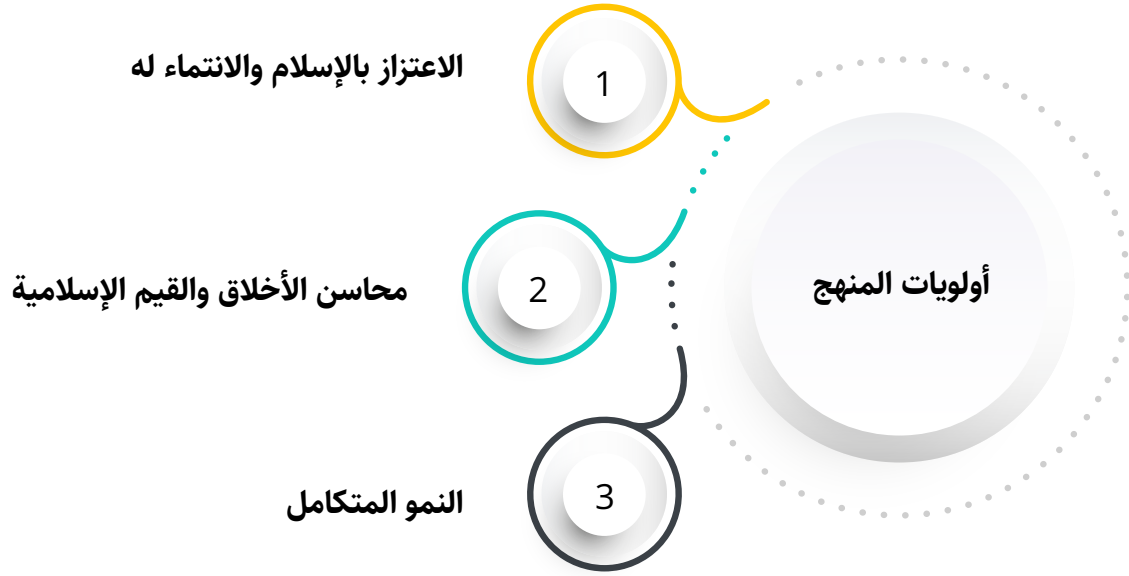 أولويات المنهج
1
الاعتزاز بالإسلام والانتماء له
2
محاسن الأخلاق والقيم الإسلامية
3
النمو المتكامل